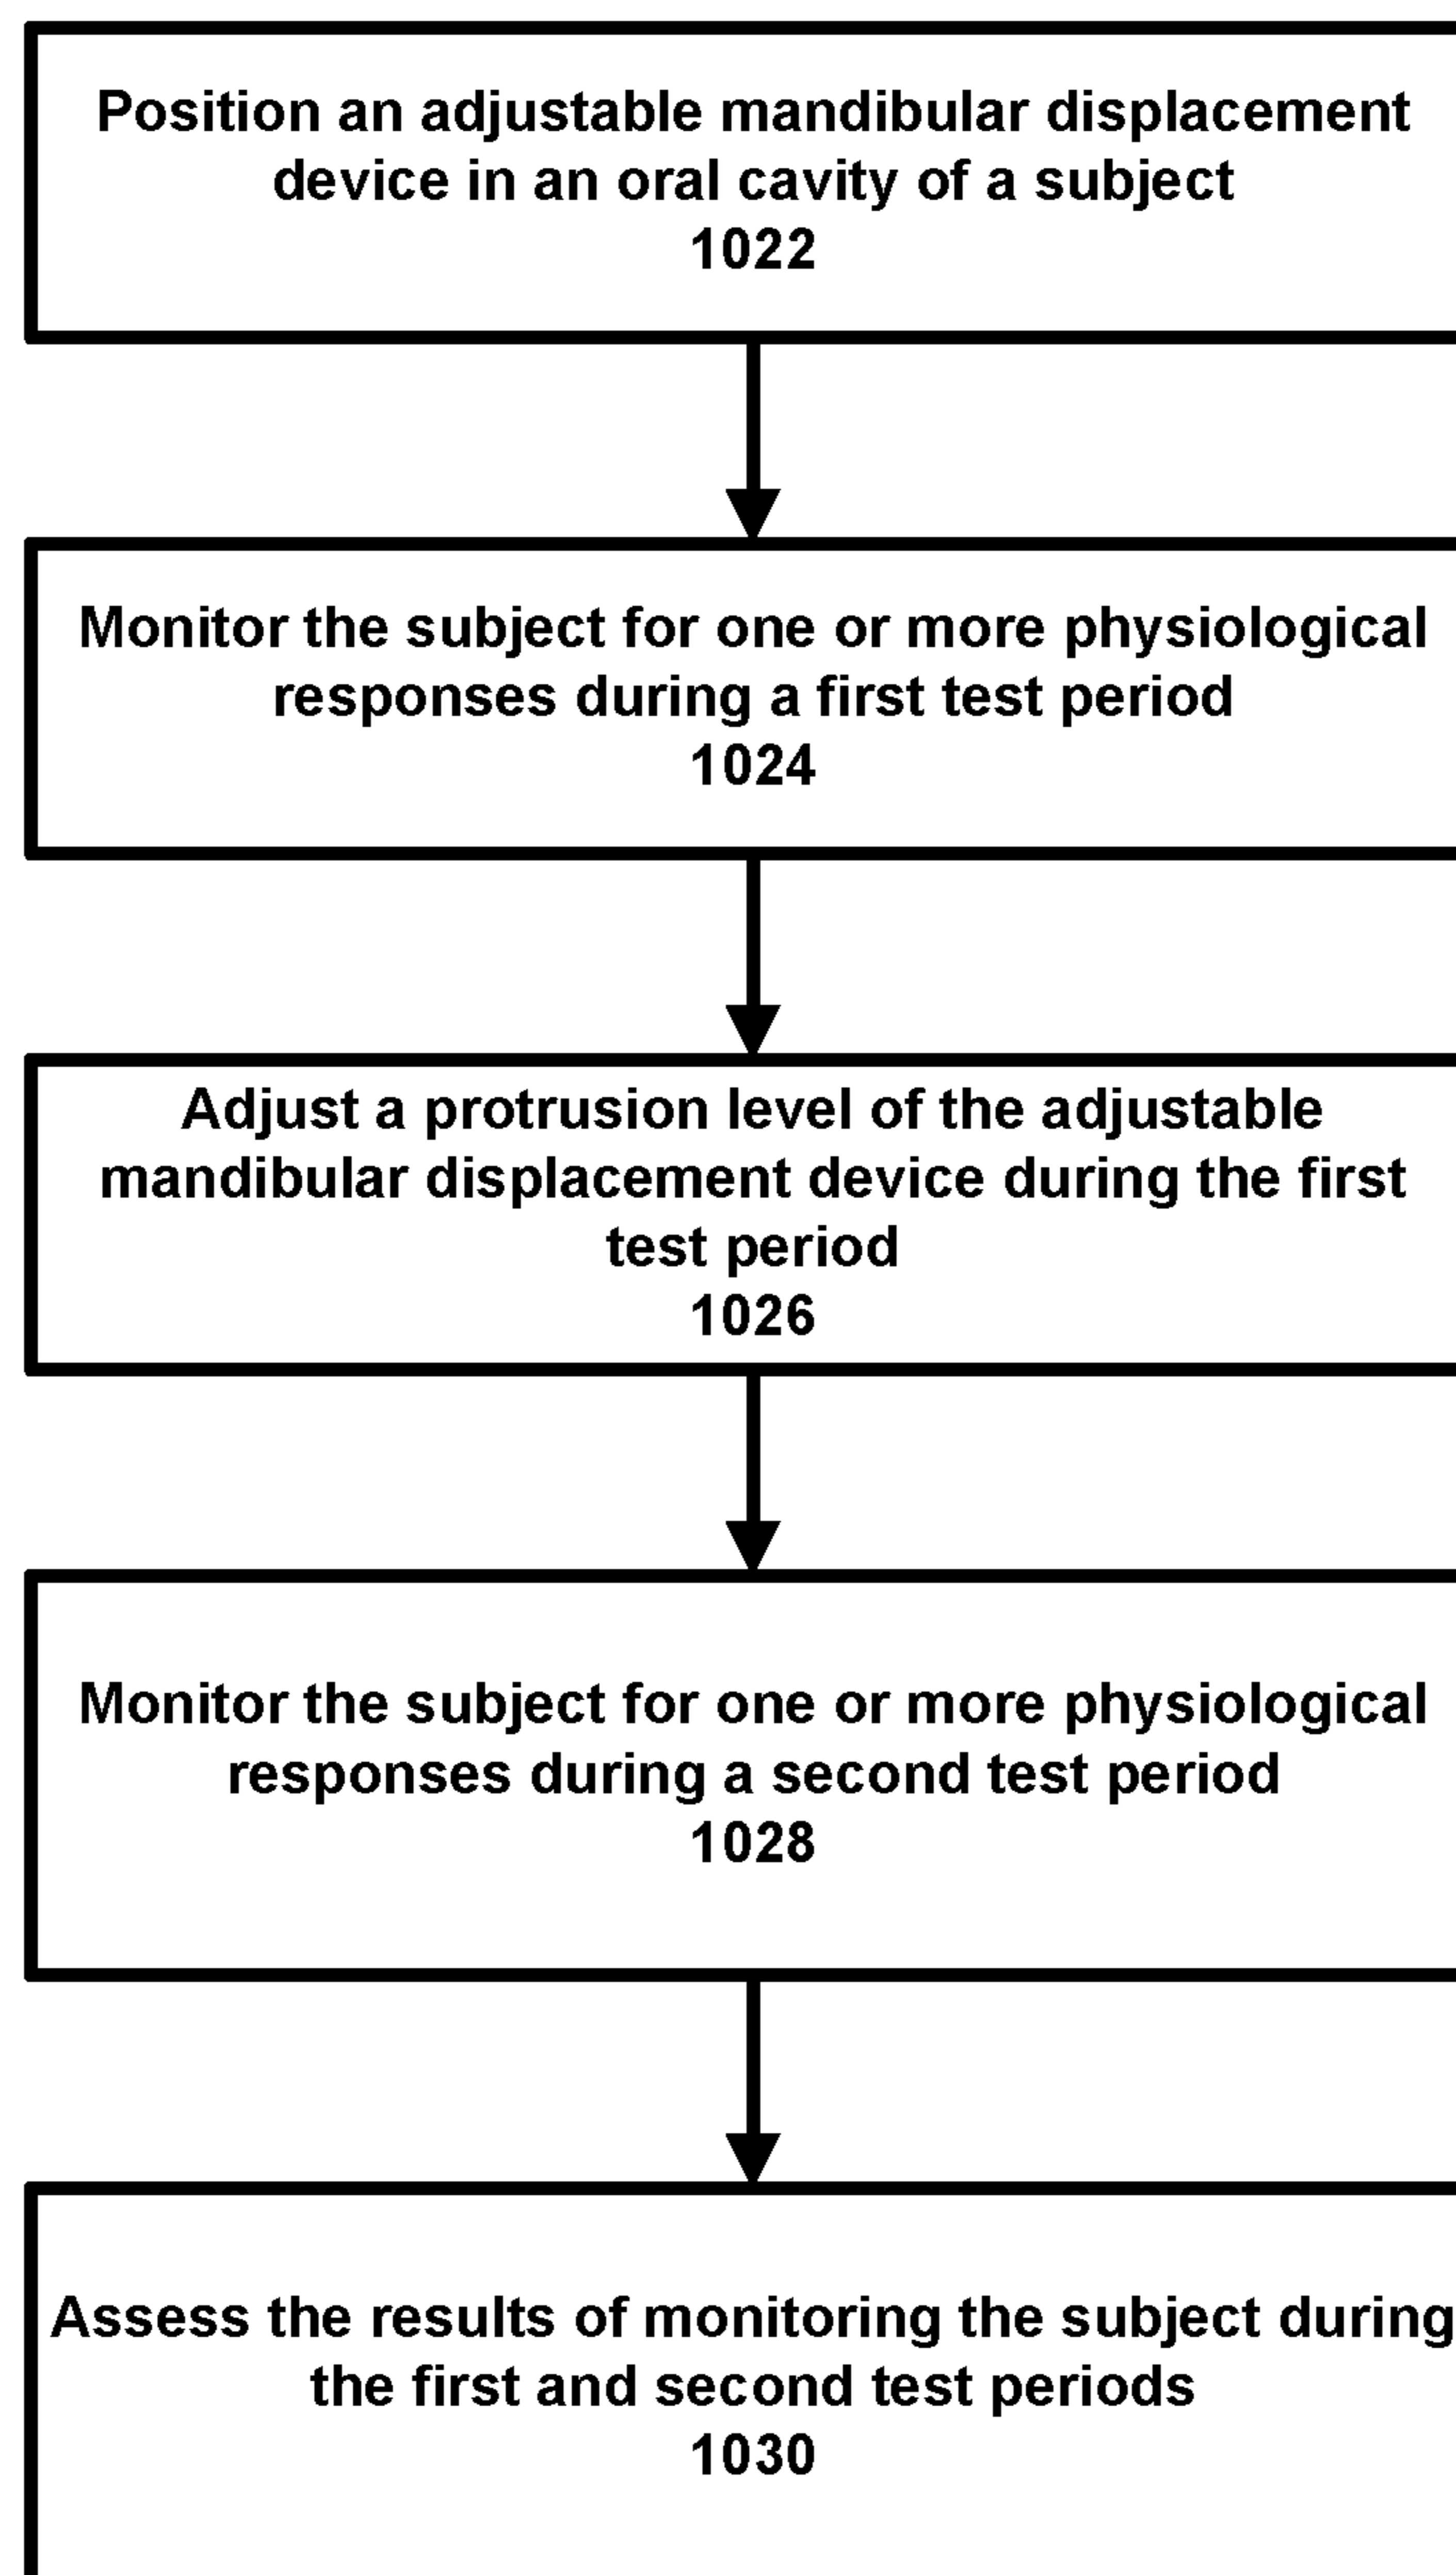 Position an adjustable mandibular displacement
device in an oral cavity of a subject
1022
Monitor the subject for one or more physiological
responses during a first test period
1024
Adjust a protrusion level of the adjustable
mandibular displacement device during the first
test period
1026
Monitor the subject for one or more physiological
responses during a second test period
1028
Assess the results of monitoring the subject during
the first and second test periods
1030